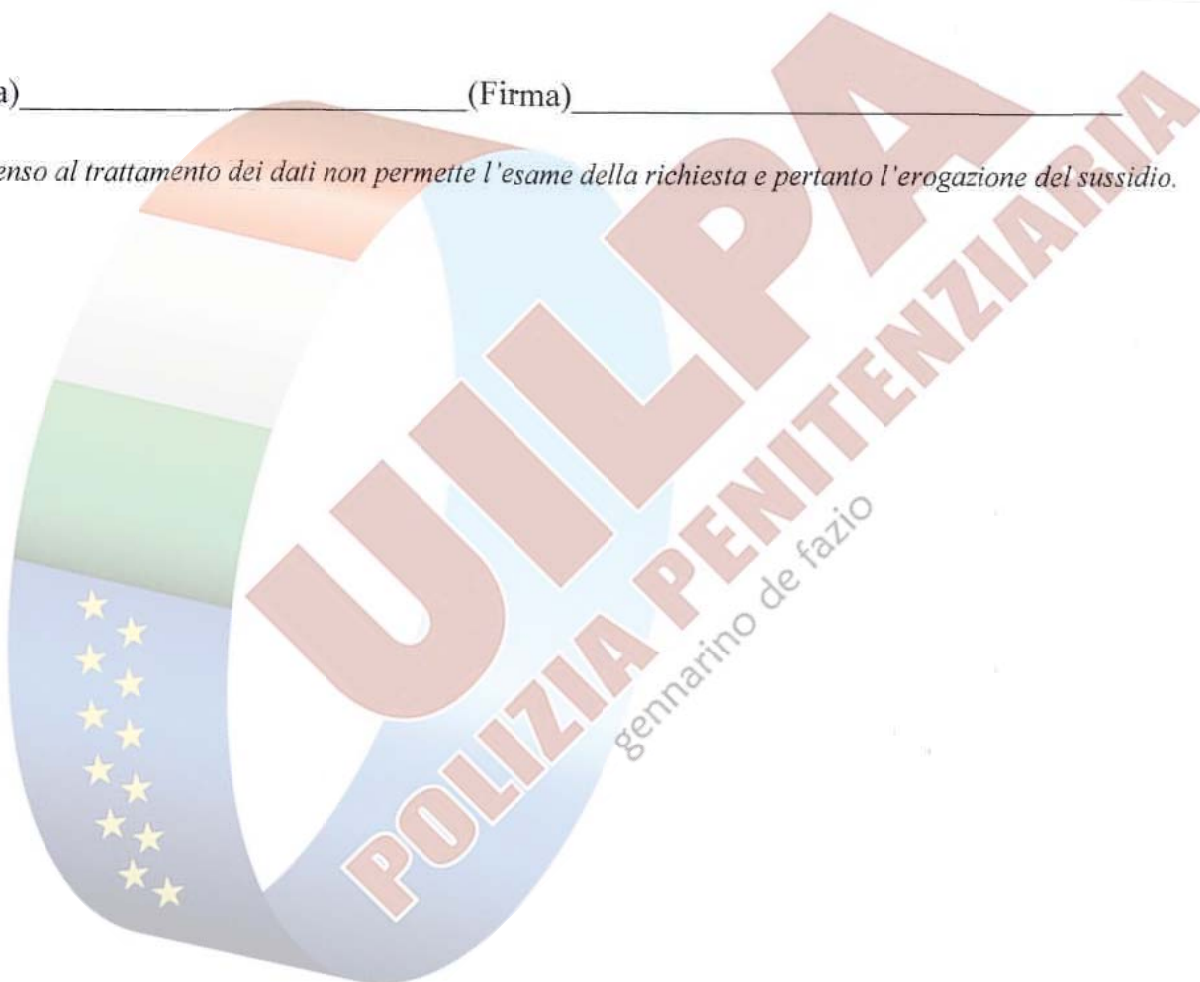 a)______________________________(Firma)_____________________________________
enso al trattamento dei dati non permette l'esame della richiesta e pertanto l'erogazione del sussidio.
UILPA
POLIZIA PENITENZIARIA
gennarino de fazio